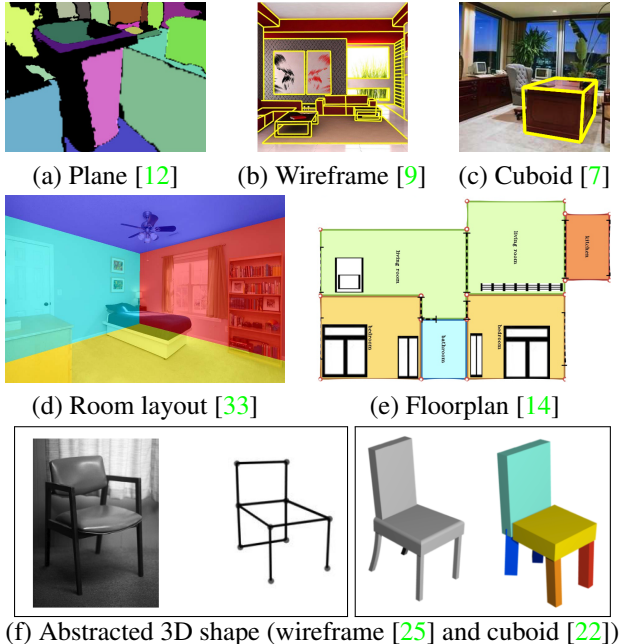 (a) Plane [12]
(b) Wireframe [9]
(c) Cuboid [7]
living room
living room
kitchen
bedroom
bathroom
bedroom
(d) Room layout [33]
(e) Floorplan [14]
(f) Abstracted 3D shape (wireframe [25] and cuboid [22])